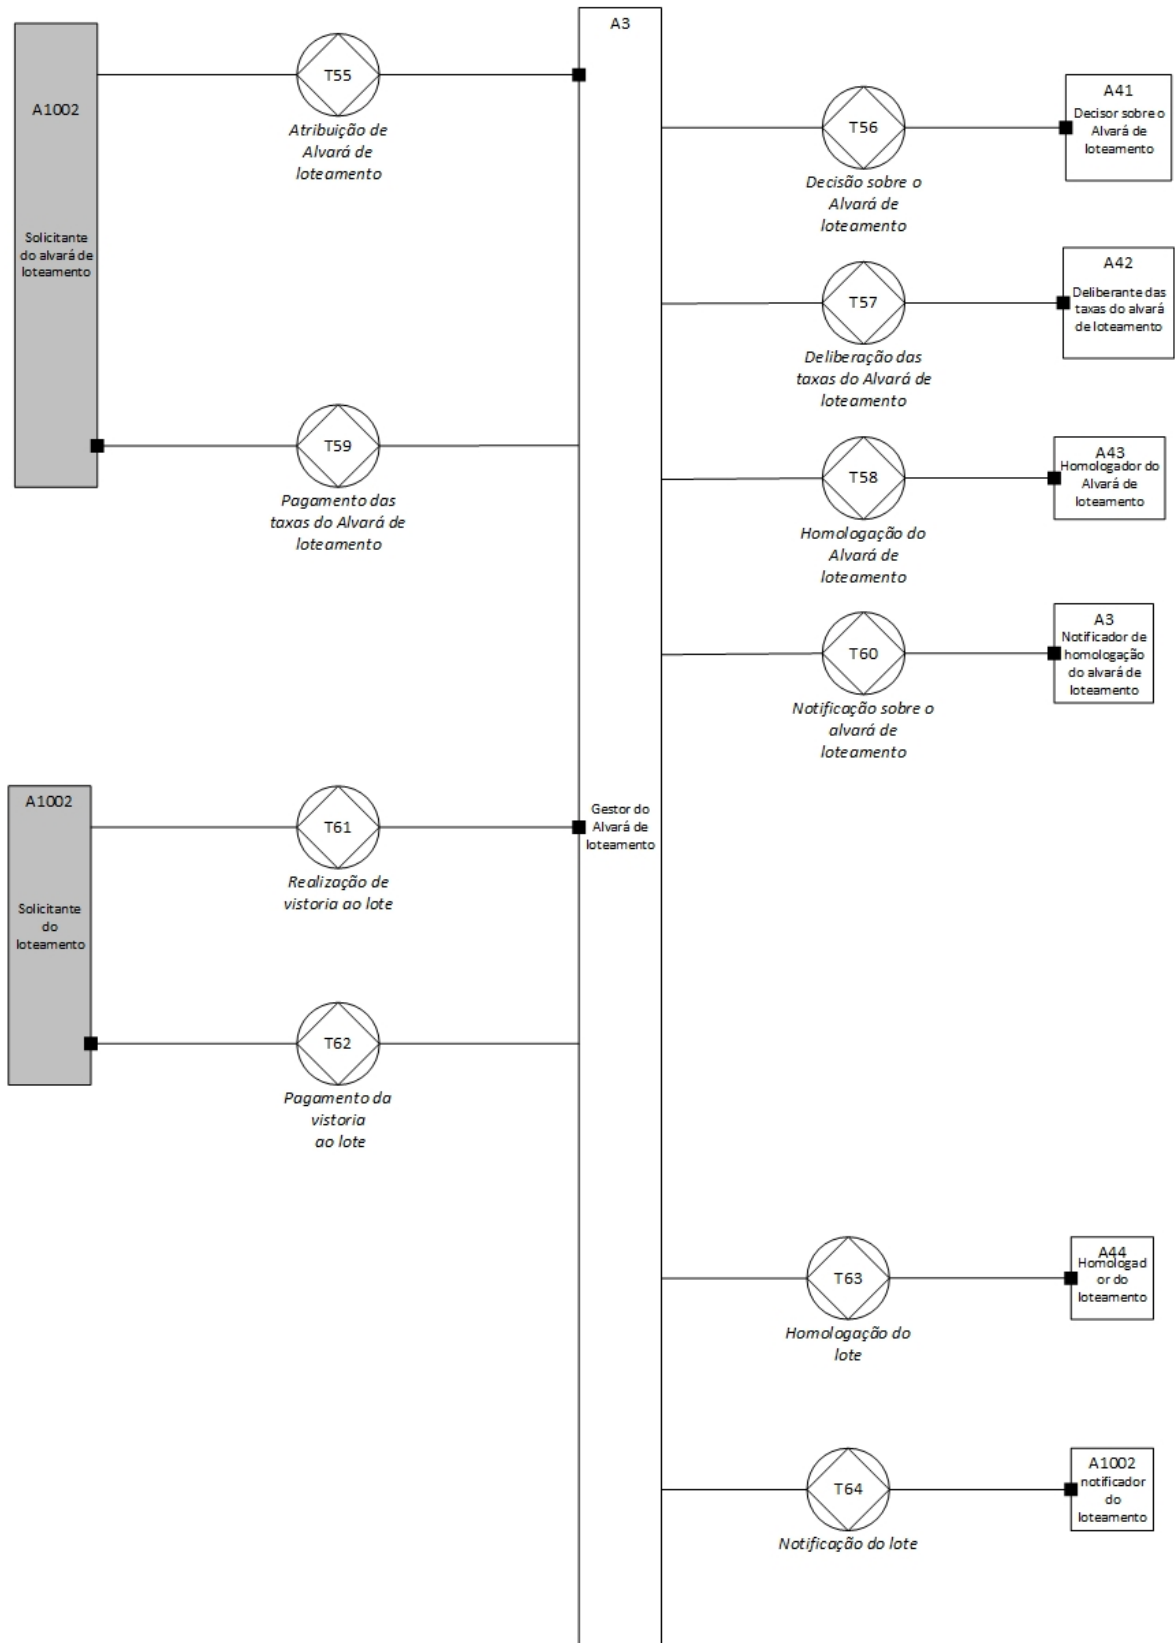 A1002
Solicitante
do alvará de
loteamento
T55
Atribuição de
Alvará de
loteamento
T59
Pagamento das
taxas do Alvará de
loteamento
A1002
Solicitante
do
loteamento
T61
Realização de
vistoria ao lote
T62
Pagamento da
vistoria
ao lote
A3
Gestor do
Alvará de
loteamento
T56
Decisão sobre o
Alvará de
loteamento
A41
Decisor sobre o
Alvará de
loteamento
T57
Deliberação das
taxas do Alvará de
loteamento
A42
Deliberante das
taxas do alvará
de loteamento
T58
Homologação do
Alvará de
loteamento
A43
Homologador do
Alvará de
loteamento
T60
Notificação sobre o
alvará de
loteamento
A3
Notificador de
homologação
do alvará de
loteamento
T63
Homologação do
lote
A44
Homologad
or do
loteamento
T64
Notificação do lote
A1002
notificador
do
loteamento